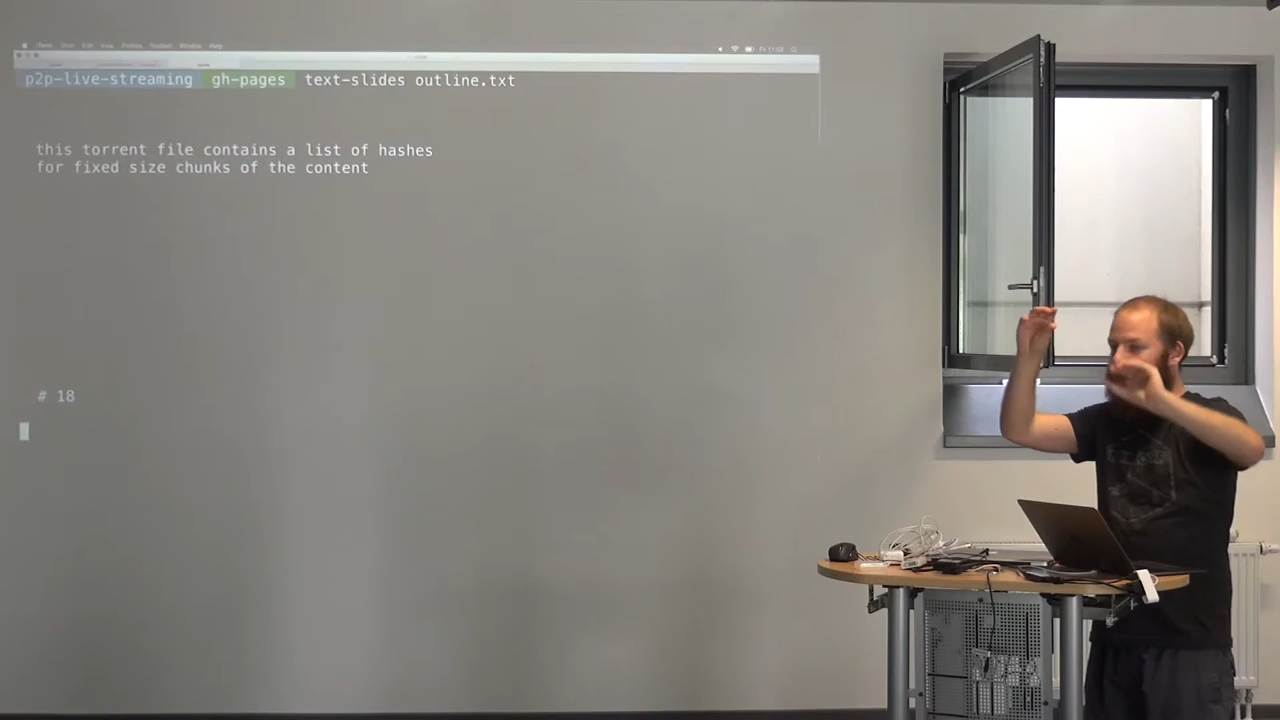 p2p-live-streaming gh-pages text-slides outline.txt
this torrent file contains a list of hashes
for fixed size chunks of the content
# 18